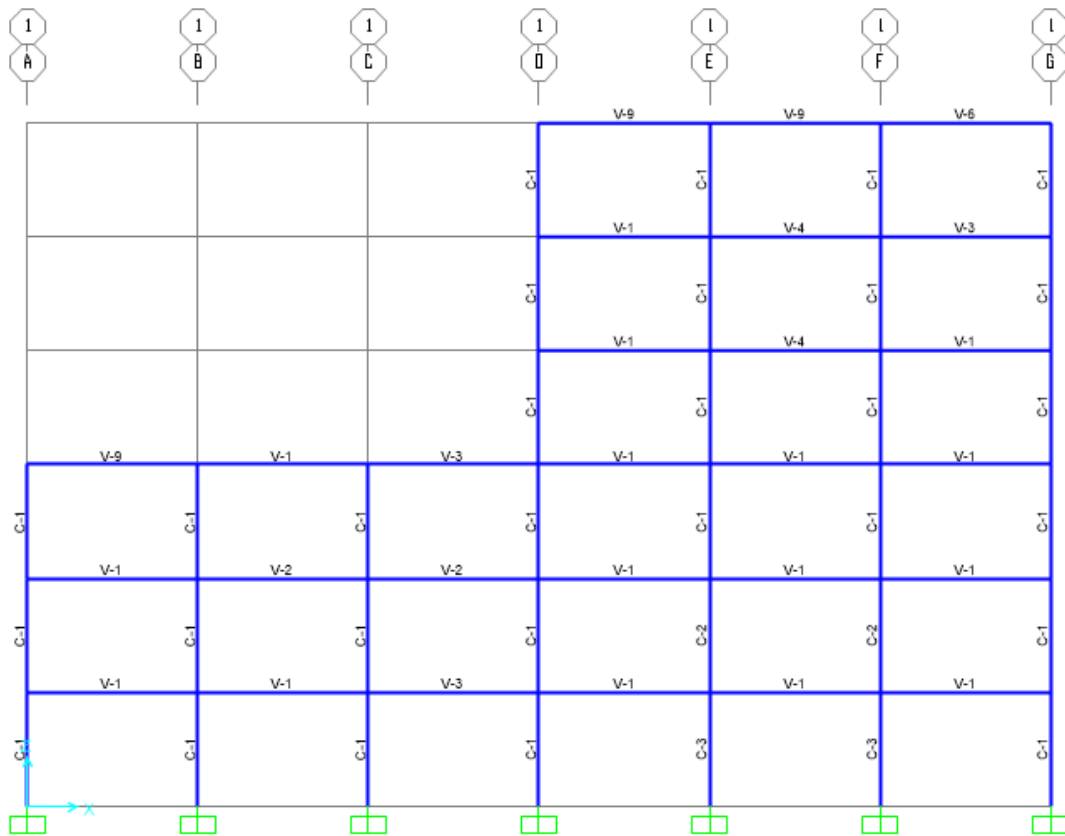 1 1 1 1 1 1 1
A B C D E F G
V-9 V-9 V-6
C-1 C-1 C-1 C-1
V-1 V-4 V-3
C-1 C-1 C-1 C-1
V-1 V-4 V-1
C-1 C-1 C-1 C-1
V-9 V-1 V-3 V-1 V-1 V-1
C-1 C-1 C-1 C-1 C-1 C-1 C-1
V-1 V-2 V-2 V-1 V-1 V-1
C-1 C-1 C-1 C-1 C-2 C-2 C-1
V-1 V-1 V-3 V-1 V-1 V-1
C-1 C-1 C-1 C-1 C-3 C-3 C-1
X